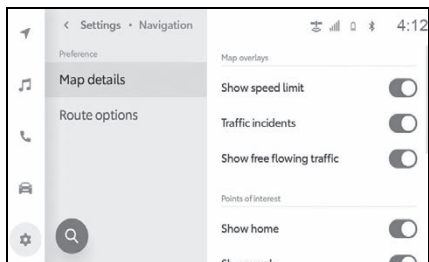 Settings • Navigation
4:12
Preference
Map details
Route options
Map overlays
Show speed limit
Traffic incidents
Show free flowing traffic
Points of interest
Show home